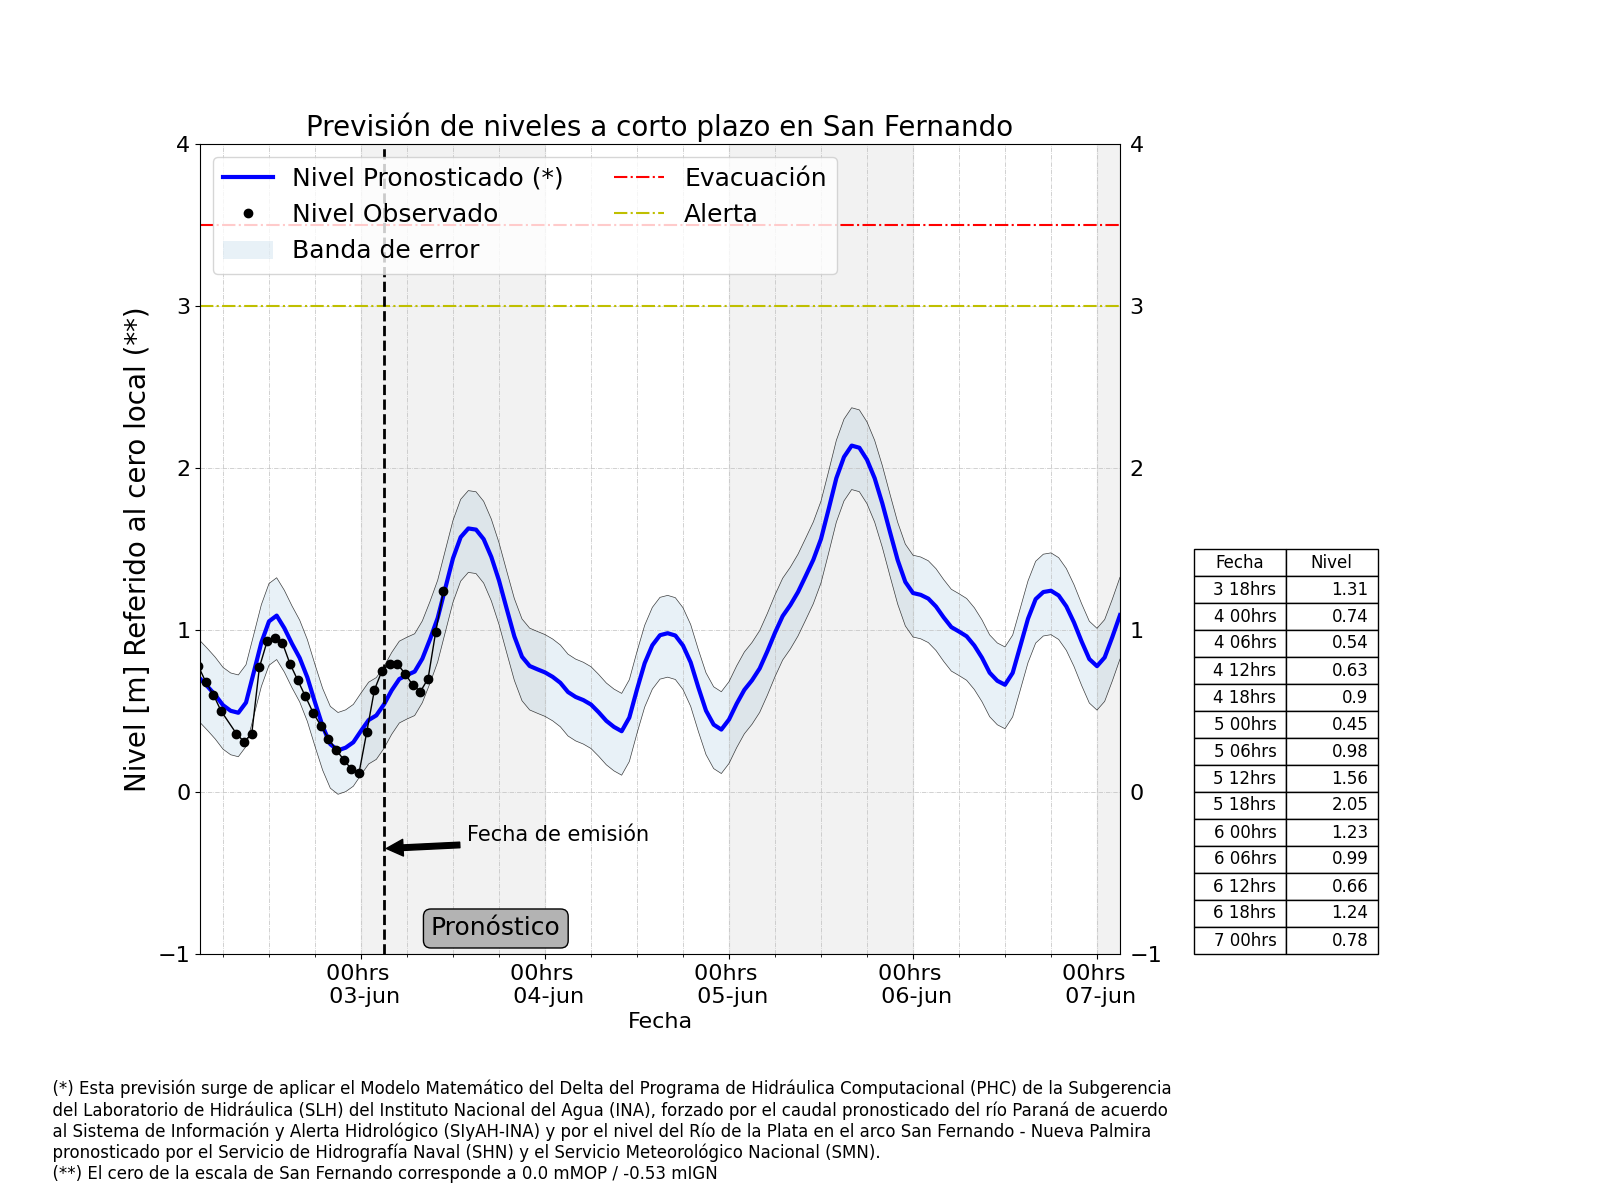 Previsión de niveles a corto plazo en San Fernando
Nivel Pronosticado (*)
Nivel Observado
Banda de error
Evacuación
Alerta
Nivel [m] Referido al cero local (**)
4
3
2
1
0
−1
4
3
2
1
0
−1
Fecha de emisión
Pronóstico
00hrs 00hrs 00hrs 00hrs 00hrs
03-jun 04-jun 05-jun 06-jun 07-jun
Fecha
Fecha Nivel
3 18hrs 1.31
4 00hrs 0.74
4 06hrs 0.54
4 12hrs 0.63
4 18hrs 0.9
5 00hrs 0.45
5 06hrs 0.98
5 12hrs 1.56
5 18hrs 2.05
6 00hrs 1.23
6 06hrs 0.99
6 12hrs 0.66
6 18hrs 1.24
7 00hrs 0.78
(*) Esta previsión surge de aplicar el Modelo Matemático del Delta del Programa de Hidráulica Computacional (PHC) de la Subgerencia
del Laboratorio de Hidráulica (SLH) del Instituto Nacional del Agua (INA), forzado por el caudal pronosticado del río Paraná de acuerdo
al Sistema de Información y Alerta Hidrológico (SIyAH-INA) y por el nivel del Río de la Plata en el arco San Fernando - Nueva Palmira
pronosticado por el Servicio de Hidrografía Naval (SHN) y el Servicio Meteorológico Nacional (SMN).
(**) El cero de la escala de San Fernando corresponde a 0.0 mMOP / -0.53 mIGN